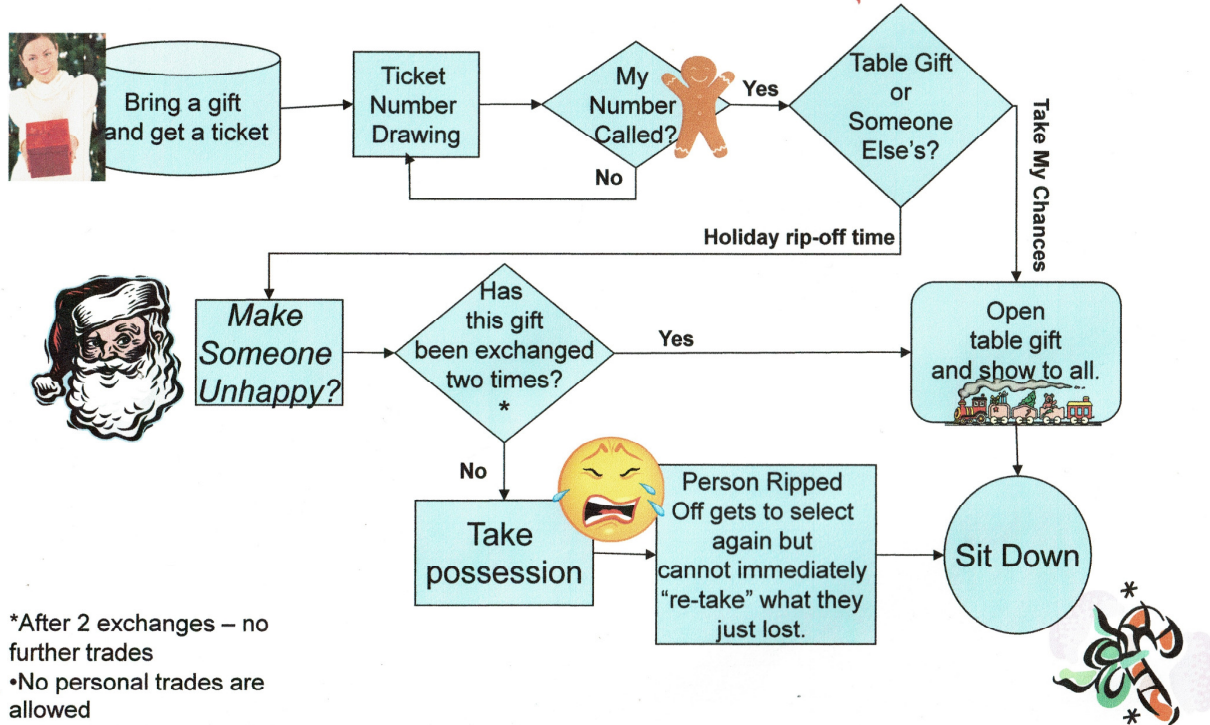 Bring a gift
and get a ticket
Ticket
Number
Drawing
My
Number
Called?
Yes
No
Table Gift
or
Someone
Else's?
Take My Chances
Holiday rip-off time
Make
Someone
Unhappy?
Has
this gift
been exchanged
two times?
*
Yes
No
Open
table gift
and show to all.
Take
possession
Person Ripped
Off gets to select
again but
cannot immediately
“re-take” what they
just lost.
Sit Down
*After 2 exchanges – no
further trades
•No personal trades are
allowed